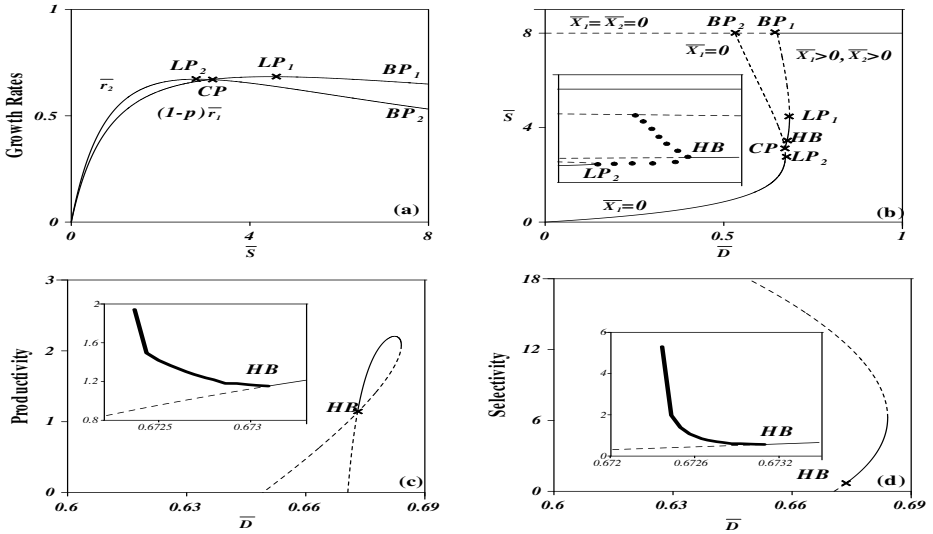 1
0.5
0
Growth Rates
r̅₂
LP₂
CP
LP₁
BP₁
BP₂
(1-p)r̅₁
(a)
0
4
8
S̅
8
4
0
S̅
X̅₁=X̅₂=0
BP₂
BP₁
X̅₁=0
X̅₁>0, X̅₂>0
LP₁
HB
CP
LP₂
HB
LP₂
X̅₁=0
(b)
0
0.5
1
D̅
3
2
1
0
Productivity
2
1.6
1.2
0.8
HB
0.6725
0.673
HB
(c)
0.6
0.63
0.66
0.69
D̅
18
12
6
0
Selectivity
6
4
2
0
HB
0.672
0.6726
0.6732
HB
(d)
0.6
0.63
0.66
0.69
D̅